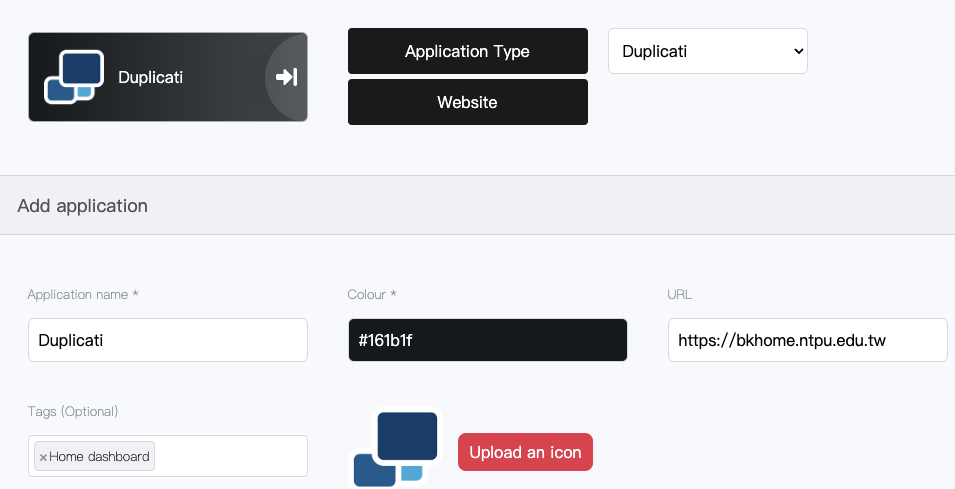 Duplicati
Application Type
Duplicati
Website
Add application
Application name *
Colour *
URL
Duplicati
#161b1f
https://bkhome.ntpu.edu.tw
Tags (Optional)
×Home dashboard
Upload an icon